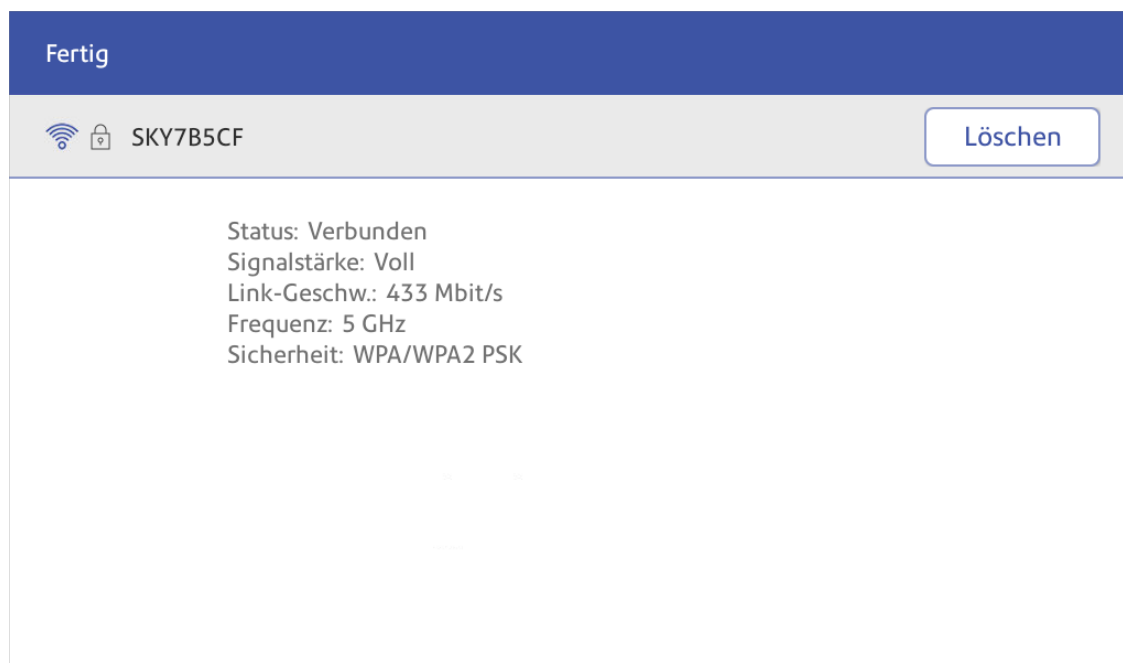 Fertig
SKY7B5CF
Löschen
Status: Verbunden
Signalstärke: Voll
Link-Geschw.: 433 Mbit/s
Frequenz: 5 GHz
Sicherheit: WPA/WPA2 PSK